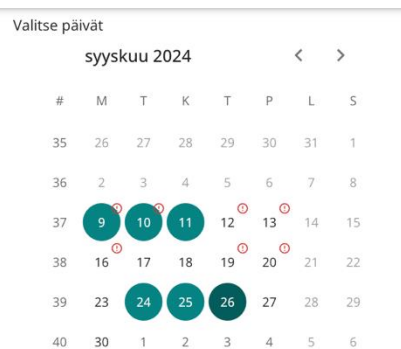 Valitse päivät
syyskuu 2024
# M T K T P L S
35 26 27 28 29 30 31 1
36 2 3 4 5 6 7 8
37 9 10 11 12 13 14 15
38 16 17 18 19 20 21 22
39 23 24 25 26 27 28 29
40 30 1 2 3 4 5 6